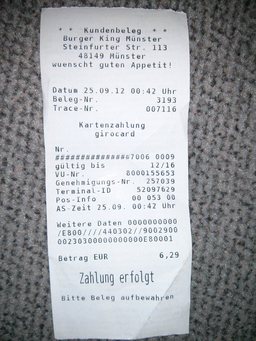 * * Kundenbeleg * *
Burger King Münster
Steinfurter Str. 113
48149 Münster
wuenscht guten Appetit!
Datum 25.09.12 00:42 Uhr
Beleg-Nr. 3193
Trace-Nr. 007116
Kartenzahlung
girocard
Nr.
###############7006 0009
gültig bis 12/16
VU-Nr. 8000155653
Genehmigungs-Nr. 257039
Terminal-ID 52097629
Pos-Info 00 053 00
AS-Zeit 25.09. 00:42 Uhr
Weitere Daten 0000000000
/E800////440302//9002900
00230300000000000E80001
Betrag EUR 6,29
Zahlung erfolgt
Bitte Beleg aufbewahren